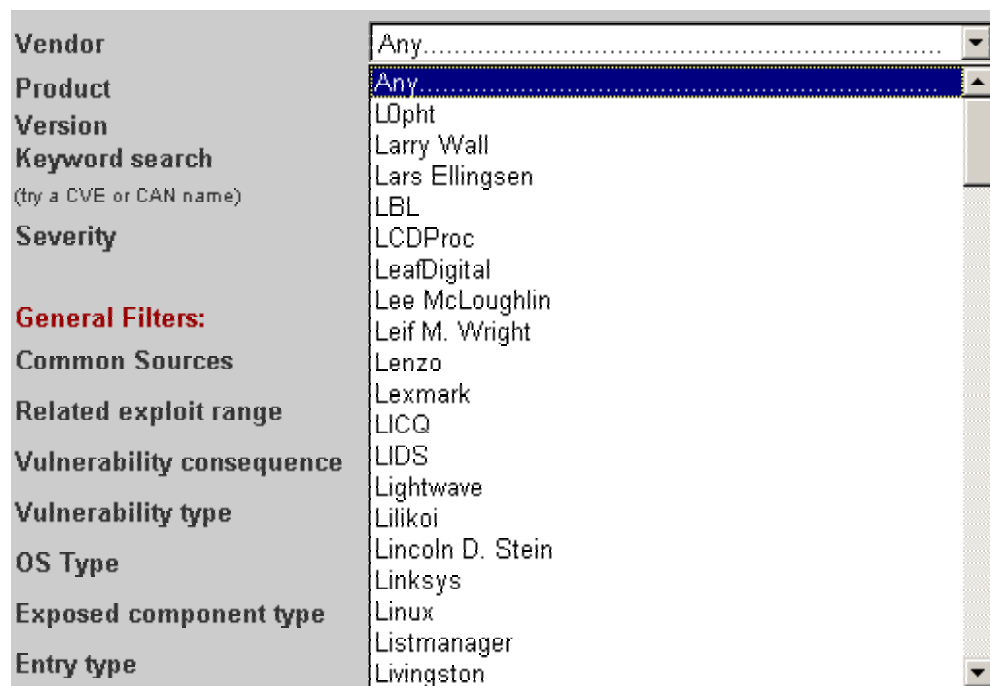 Vendor
Any.................................................................
Product
Version
Keyword search
(try a CVE or CAN name)
Severity
General Filters:
Common Sources
Related exploit range
Vulnerability consequence
Vulnerability type
OS Type
Exposed component type
Entry type
Any.................................................................
L0pht
Larry Wall
Lars Ellingsen
LBL
LCDProc
LeafDigital
Lee McLoughlin
Leif M. Wright
Lenzo
Lexmark
LICQ
LIDS
Lightwave
Lilikoi
Lincoln D. Stein
Linksys
Linux
Listmanager
Livingston